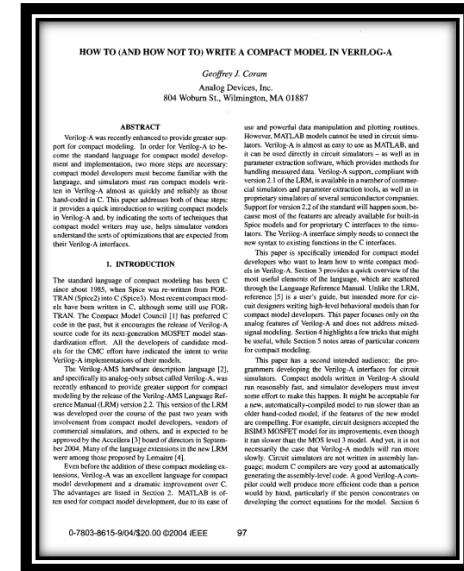 HOW TO (AND HOW NOT TO) WRITE A COMPACT MODEL IN VERILOG-A
Geoffrey J. Coram
Analog Devices, Inc.
804 Woburn St., Wilmington, MA 01887
ABSTRACT
Verilog-A was recently enhanced to provide greater sup-
port for compact modeling. In order for Verilog-A to be-
come the standard language for compact model develop-
ment and implementation, two more steps are necessary:
compact model developers must become familiar with the
language, and simulators must run compact models writ-
ten in Verilog-A almost as quickly and reliably as those
hand-coded in C. This paper addresses both of these steps:
it provides a quick introduction to writing compact models
in Verilog-A and, by indicating the sorts of techniques that
compact model writers may use, helps simulator vendors
understand the sorts of optimizations that are expected from
their Verilog-A interfaces.
1. INTRODUCTION
The standard language of compact modeling has been C
since about 1985, when Spice was re-written from FOR-
TRAN (Spice2) into C (Spice3). Most recent compact mod-
els have been written in C, although some still use FOR-
TRAN. The Compact Model Council [1] has preferred C
code in the past, but it encourages the release of Verilog-A
source code for its next-generation MOSFET model stan-
dardization effort. All the developers of candidate mod-
els for the CMC effort have indicated the intent to write
Verilog-A implementations of their models.
The Verilog-AMS hardware description language [2],
and specifically its analog-only subset called Verilog-A, was
recently enhanced to provide greater support for compact
modeling by the release of the Verilog-AMS Language Ref-
erence Manual (LRM) version 2.2. This version of the LRM
was developed over the course of the past two years with
involvement from compact model developers, vendors of
commercial simulators, and others, and is expected to be
approved by the Accellera [3] board of directors in Septem-
ber 2004. Many of the language extensions in the new LRM
were among those proposed by Lemaitre [4].
Even before the addition of these compact modeling ex-
tensions, Verilog-A was an excellent language for compact
model development and a dramatic improvement over C.
The advantages are listed in Section 2. MATLAB is of-
ten used for compact model development, due to its ease of
use and powerful data manipulation and plotting routines.
However, MATLAB models cannot be used in circuit simu-
lators. Verilog-A is almost as easy to use as MATLAB, and
it can be used directly in circuit simulators – as well as in
parameter extraction software, which provides methods for
handling measured data. Verilog-A support, compliant with
version 2.1 of the LRM, is available in a number of commer-
cial simulators and parameter extraction tools, as well as in
proprietary simulators of several semiconductor companies.
Support for version 2.2 of the standard will happen soon, be-
cause most of the features are already available for built-in
Spice models and for proprietary C interfaces to the simu-
lators. The Verilog-A interface simply needs to connect the
new syntax to existing functions in the C interfaces.
This paper is specifically intended for compact model
developers who want to learn how to write compact mod-
els in Verilog-A. Section 3 provides a quick overview of the
most useful elements of the language, which are scattered
through the Language Reference Manual. Unlike the LRM,
reference [5] is a user's guide, but intended more for cir-
cuit designers writing high-level behavioral models than for
compact model developers. This paper focuses only on the
analog features of Verilog-A and does not address mixed-
signal modeling. Section 4 highlights a few tricks that might
be useful, while Section 5 notes areas of particular concern
for compact modeling.
This paper has a second intended audience: the pro-
grammers developing the Verilog-A interfaces for circuit
simulators. Compact models written in Verilog-A should
run reasonably fast, and simulator developers must invest
some effort to make this happen. It might be acceptable for
a new, automatically-compiled model to run slower than an
older hand-coded model, if the features of the new model
are compelling. For example, circuit designers accepted the
BSIM3 MOSFET model for its improvements, even though
it ran slower than the MOS level 3 model. And yet, it is not
necessarily the case that Verilog-A models will run more
slowly. Circuit simulators are not written in assembly lan-
guage; modern C compilers are very good at automatically
generating the assembly-level code. A good Verilog-A com-
piler could well produce more efficient code than a person
would by hand, particularly if the person concentrates on
developing the correct equations for the model. Section 6
0-7803-8615-9/04/$20.00 ©2004 IEEE
97